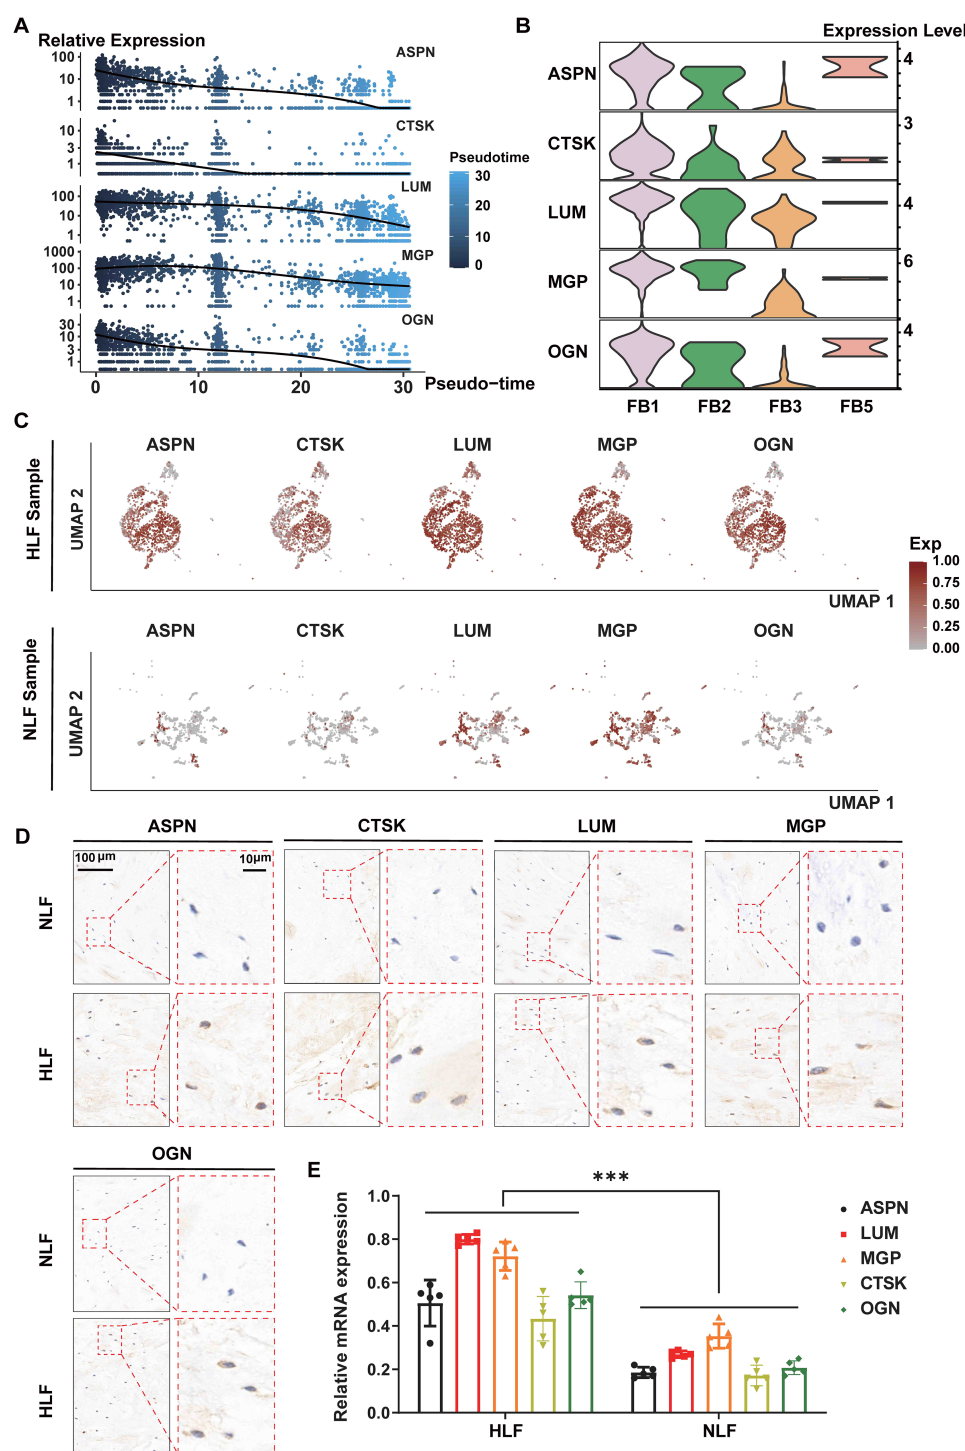 A
Relative Expression
ASPN
100
10
1
CTSK
10
3
1
LUM
100
10
1
MGP
1000
100
10
1
OGN
30
10
3
1
0 10 20 30
Pseudo-time
Pseudotime
30
20
10
0
B
Expression Level
ASPN 4
CTSK 3
LUM 4
MGP 6
OGN 4
FB1 FB2 FB3 FB5
C
HLF Sample
UMAP 2
ASPN CTSK LUM MGP OGN
UMAP 1
NLF Sample
UMAP 2
ASPN CTSK LUM MGP OGN
UMAP 1
Exp
1.00
0.75
0.50
0.25
0.00
D
ASPN CTSK LUM MGP
100 µm 10µm
NLF
HLF
OGN
NLF
HLF
E
Relative mRNA expression
1.0
0.8
0.6
0.4
0.2
0.0
***
HLF NLF
ASPN
LUM
MGP
CTSK
OGN